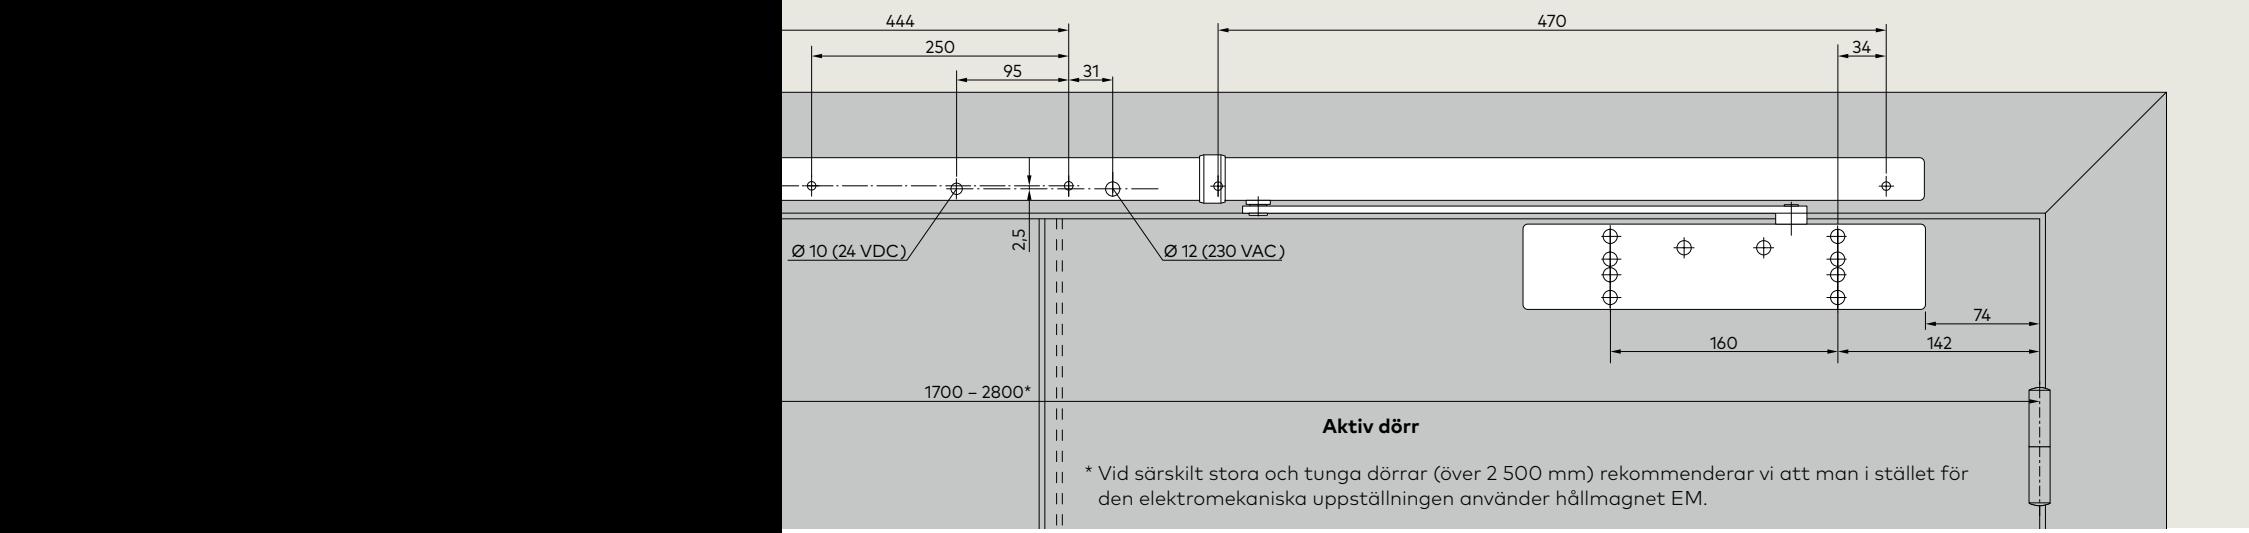 444
470
250
34
95
31
2,5
Ø 10 (24 VDC)
Ø 12 (230 VAC)
74
160
142
1700 – 2800*
Aktiv dörr
* Vid särskilt stora och tunga dörrar (över 2 500 mm) rekommenderar vi att man i stället för
den elektromekaniska uppställningen använder hållmagnet EM.